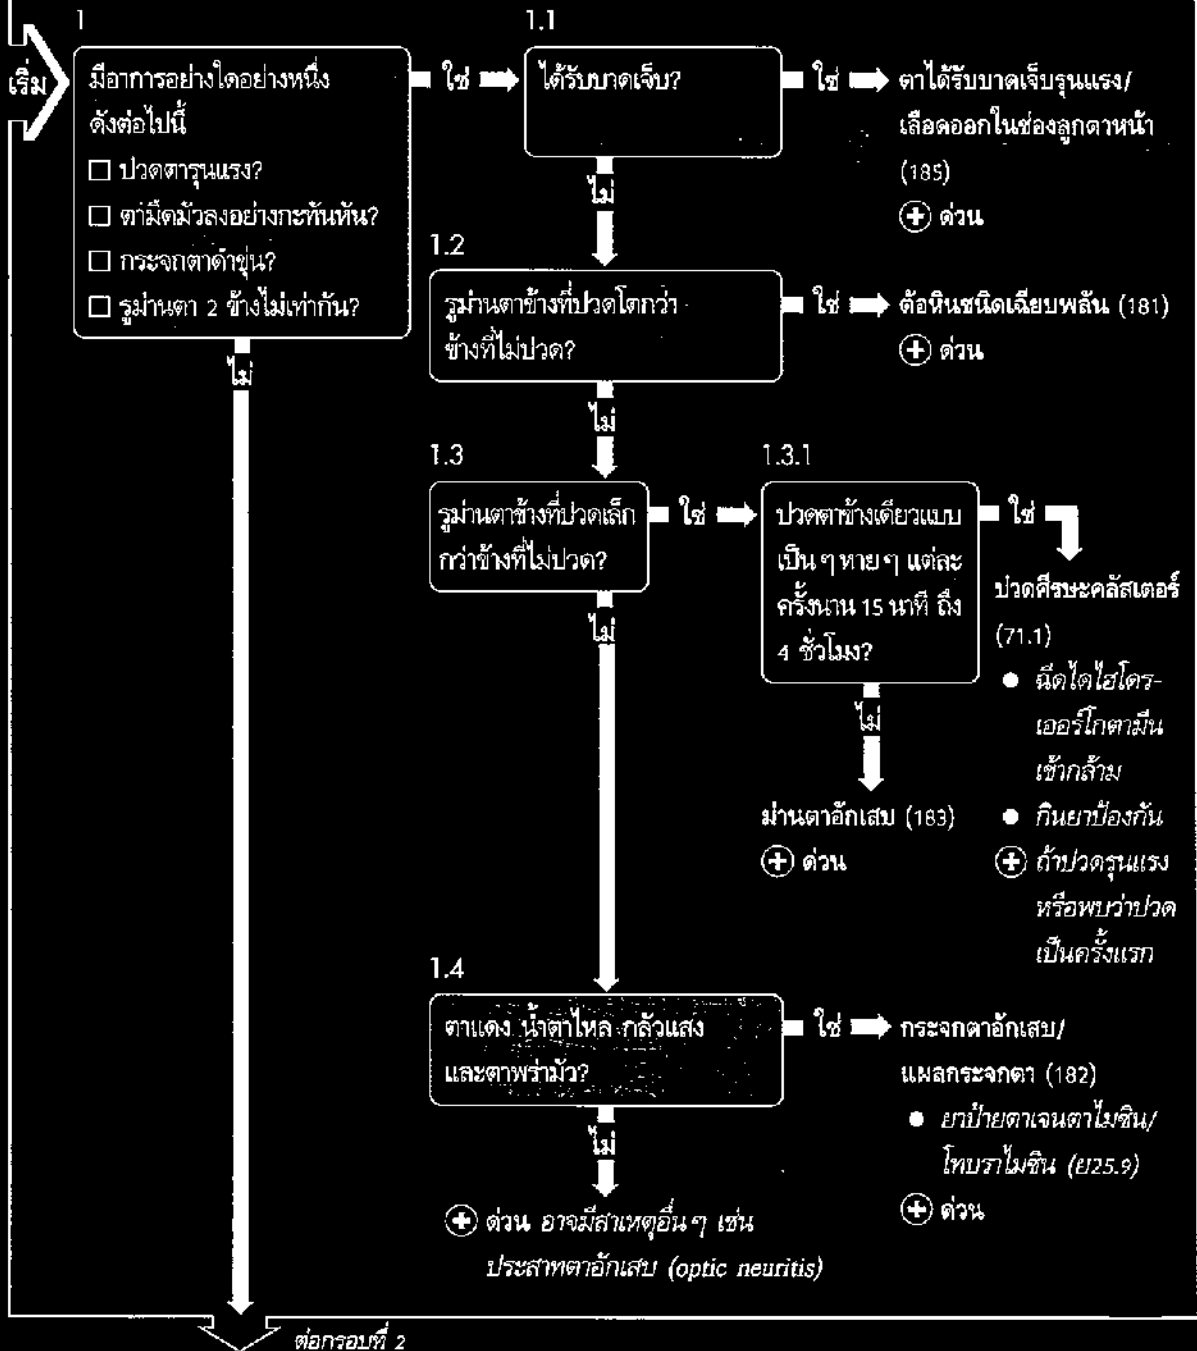 เริ่ม
1
มีอาการอย่างใดอย่างหนึ่ง
ดังต่อไปนี้
☐ ปวดตารุนแรง?
☐ ตามืดมัวลงอย่างกะทันหัน?
☐ กระจกตาดำขุ่น?
☐ รูม่านตา 2 ข้างไม่เท่ากัน?
ใช่
1.1
ได้รับบาดเจ็บ?
ใช่
ตาได้รับบาดเจ็บรุนแรง/
เลือดออกในช่องลูกตาหน้า
(185)
ด่วน
ไม่
1.2
รูม่านตาข้างที่ปวดโตกว่า
ข้างที่ไม่ปวด?
ใช่
ต้อหินชนิดเฉียบพลัน (181)
ด่วน
ไม่
ไม่
1.3
รูม่านตาข้างที่ปวดเล็ก
กว่าข้างที่ไม่ปวด?
ใช่
1.3.1
ปวดตาข้างเดียวแบบ
เป็นๆ หายๆ แต่ละ
ครั้งนาน 15 นาที ถึง
4 ชั่วโมง?
ใช่
ปวดศีรษะคลัสเตอร์
(71.1)
● ฉีดไดไฮโดร-
เออร์โกตามีน
เข้ากล้าม
● กินยาป้องกัน
ถ้าปวดรุนแรง
หรือพบว่าปวด
เป็นครั้งแรก
ไม่
ม่านตาอักเสบ (183)
ด่วน
ไม่
1.4
ตาแดง น้ำตาไหล กลัวแสง
และตาพร่ามัว?
ใช่
กระจกตาอักเสบ/
แผลกระจกตา (182)
● ยาป้ายตาเจนตาไมซิน/
โทบราไมซิน (ย25.9)
ด่วน
ไม่
ด่วน อาจมีสาเหตุอื่นๆ เช่น
ประสาทตาอักเสบ (optic neuritis)
ต่อกรอบที่ 2